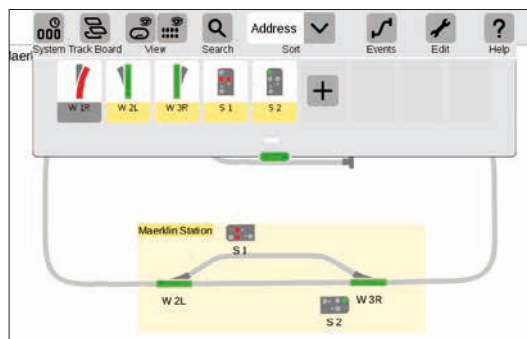 Address
System Track Board View Search Sort Events Edit Help
W 1R W 2L W 3R S 1 S 2
Maerklin Station
S 1
W 2L W 3R
S 2